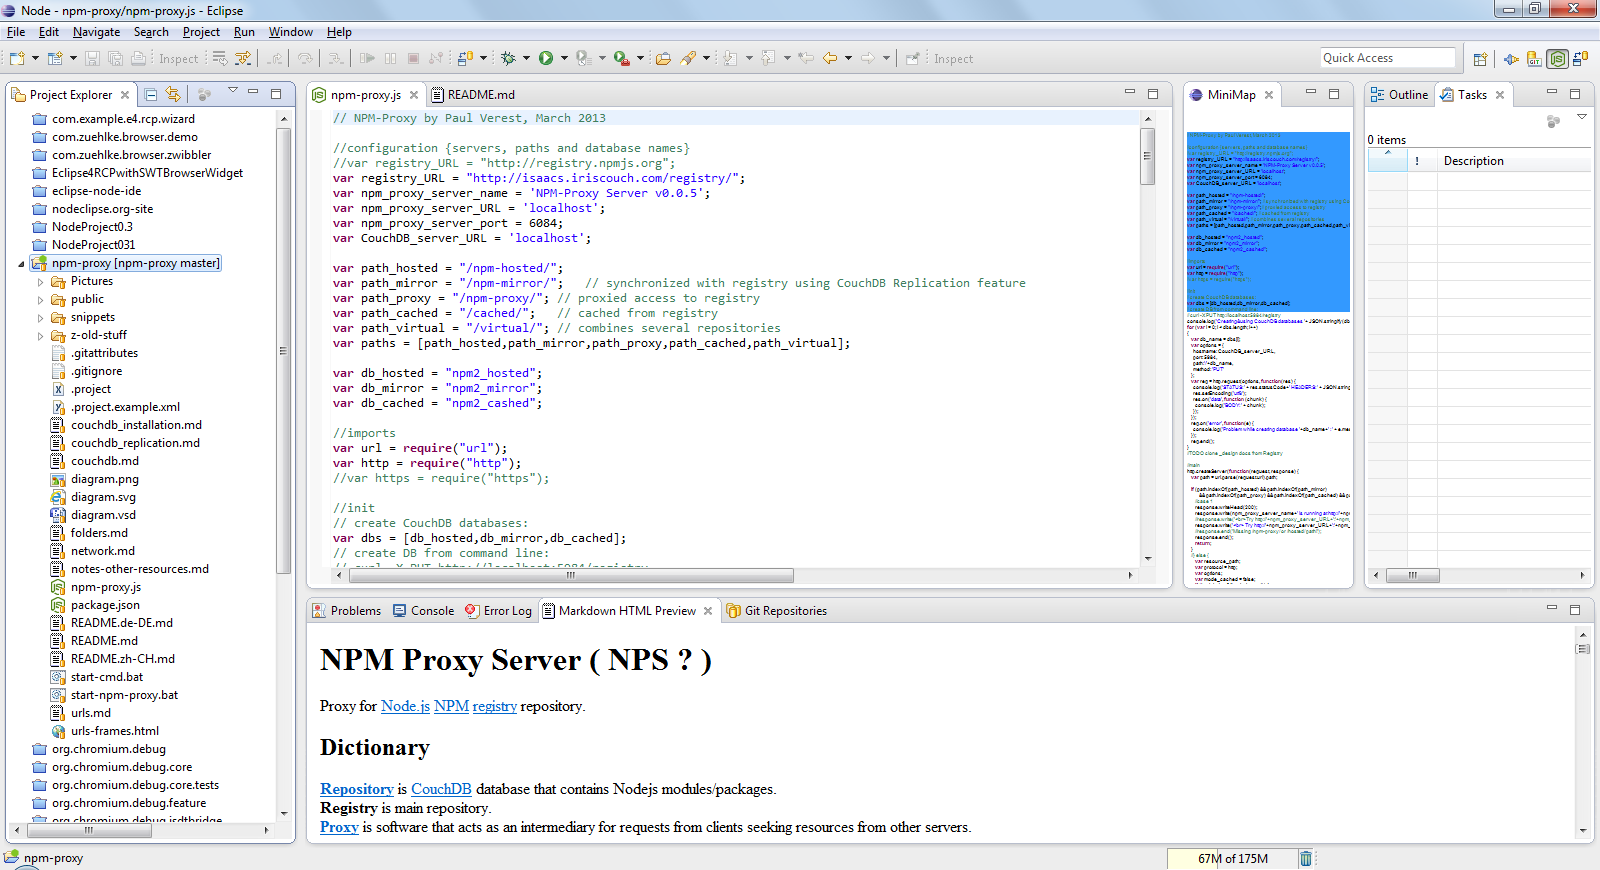 Node - npm-proxy/npm-proxy.js - Eclipse
File Edit Navigate Search Project Run Window Help
Inspect
Inspect
Quick Access
Project Explorer
com.example.e4.rcp.wizard
com.zuehlke.browser.demo
com.zuehlke.browser.zwibbler
Eclipse4RCPwithSWTBrowserWidget
eclipse-node-ide
nodeclipse.org-site
NodeProject0.3
NodeProject031
npm-proxy [npm-proxy master]
Pictures
public
snippets
z-old-stuff
.gitattributes
.gitignore
.project
.project.example.xml
couchdb_installation.md
couchdb_replication.md
couchdb.md
diagram.png
diagram.svg
diagram.vsd
folders.md
network.md
notes-other-resources.md
npm-proxy.js
package.json
README.de-DE.md
README.md
README.zh-CH.md
start-cmd.bat
start-npm-proxy.bat
urls.md
urls-frames.html
org.chromium.debug
org.chromium.debug.core
org.chromium.debug.core.tests
org.chromium.debug.feature
org.chromium.debug.jsdtbridge
npm-proxy.js README.md
// NPM-Proxy by Paul Verest, March 2013
//configuration {servers, paths and database names}
//var registry_URL = "http://registry.npmjs.org";
var registry_URL = "http://isaacs.iriscouch.com/registry/";
var npm_proxy_server_name = 'NPM-Proxy Server v0.0.5';
var npm_proxy_server_URL = 'localhost';
var npm_proxy_server_port = 6084;
var CouchDB_server_URL = 'localhost';
var path_hosted = "/npm-hosted/";
var path_mirror = "/npm-mirror/"; // synchronized with registry using CouchDB Replication feature
var path_proxy = "/npm-proxy/"; // proxied access to registry
var path_cached = "/cached/"; // cached from registry
var path_virtual = "/virtual/"; // combines several repositories
var paths = [path_hosted,path_mirror,path_proxy,path_cached,path_virtual];
var db_hosted = "npm2_hosted";
var db_mirror = "npm2_mirror";
var db_cached = "npm2_cashed";
//imports
var url = require("url");
var http = require("http");
//var https = require("https");
//init
// create CouchDB databases:
var dbs = [db_hosted,db_mirror,db_cached];
// create DB from command line:
// curl -X PUT http://localhost:5984/registry
MiniMap
Outline Tasks
0 items
! Description
Problems Console Error Log Markdown HTML Preview Git Repositories
NPM Proxy Server ( NPS ? )
Proxy for Node.js NPM registry repository.
Dictionary
Repository is CouchDB database that contains Nodejs modules/packages.
Registry is main repository.
Proxy is software that acts as an intermediary for requests from clients seeking resources from other servers.
npm-proxy
67M of 175M